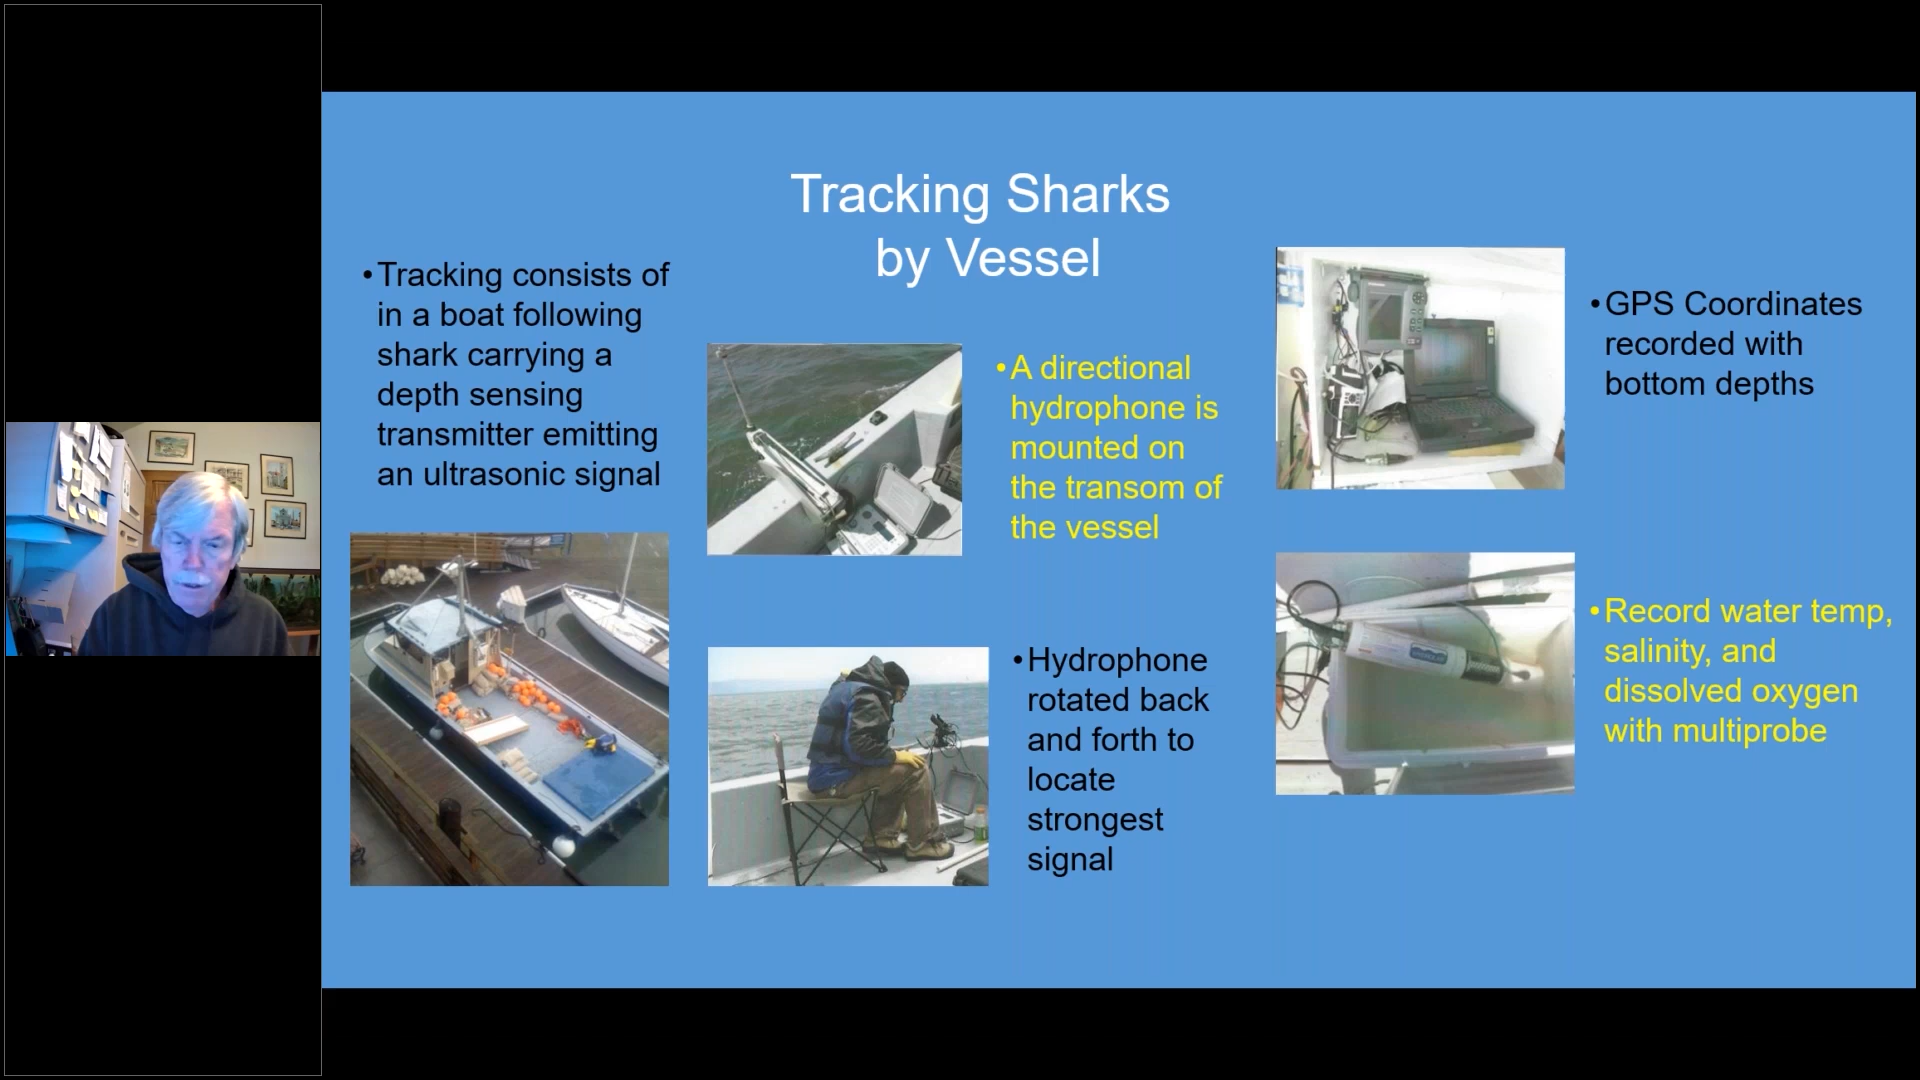 Tracking Sharks
by Vessel
•Tracking consists of
in a boat following
shark carrying a
depth sensing
transmitter emitting
an ultrasonic signal
•A directional
hydrophone is
mounted on
the transom of
the vessel
•Hydrophone
rotated back
and forth to
locate
strongest
signal
•GPS Coordinates
recorded with
bottom depths
•Record water temp,
salinity, and
dissolved oxygen
with multiprobe